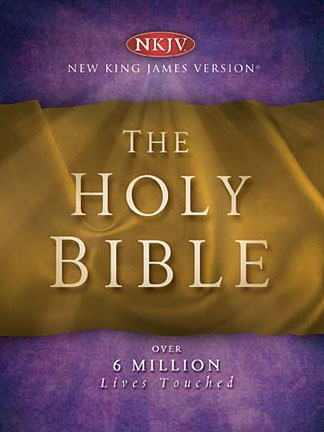 NKJV
NEW KING JAMES VERSION®
THE
HOLY
BIBLE
OVER
6 MILLION
Lives Touched